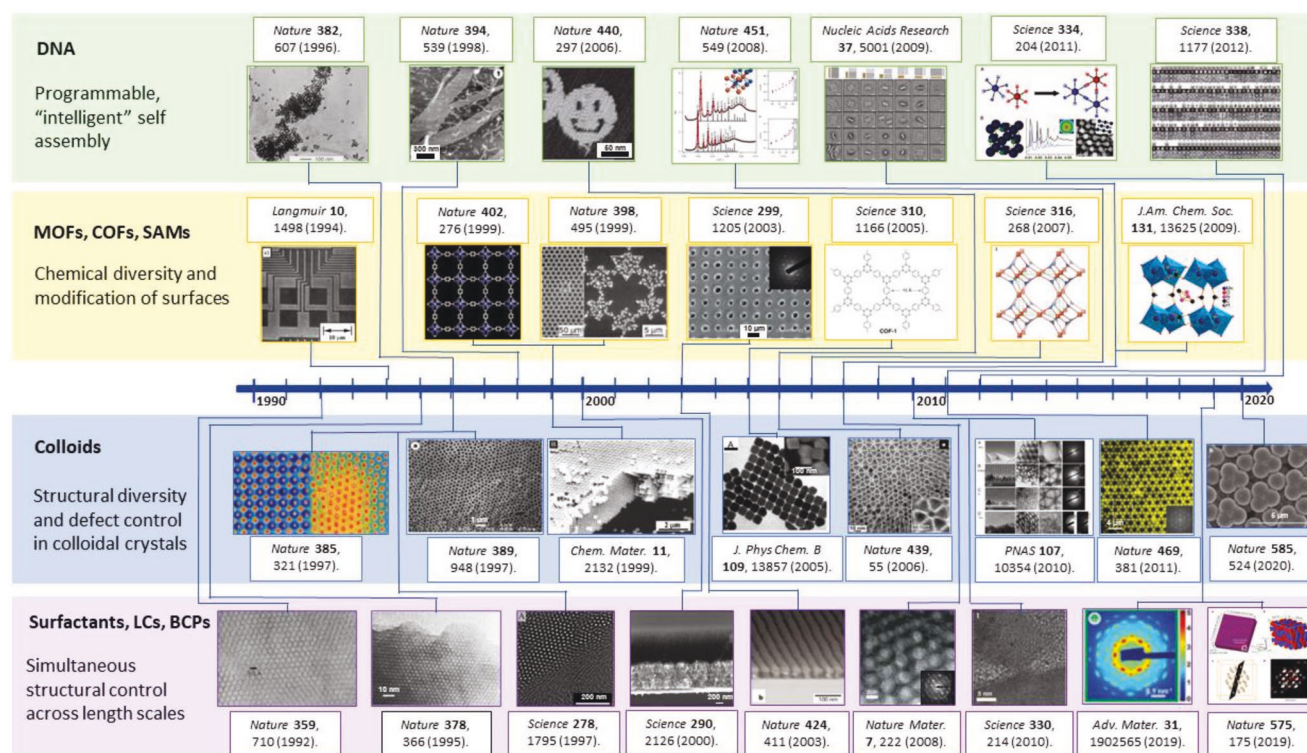 Nature 382,
607 (1996).
Nature 394,
539 (1998).
Nature 440,
297 (2006).
Nature 451,
549 (2008).
Nucleic Acids Research
37, 5001 (2009).
Science 334,
204 (2011).
Science 338,
1177 (2012).
DNA
Programmable,
“intelligent” self
assembly
100 nm
300 nm
60 nm
Langmuir 10,
1498 (1994).
Nature 402,
276 (1999).
Nature 398,
495 (1999).
Science 299,
1205 (2003).
Science 310,
1166 (2005).
Science 316,
268 (2007).
J.Am. Chem. Soc.
131, 13625 (2009).
MOFs, COFs, SAMs
Chemical diversity and
modification of surfaces
50 µm
5 µm
10 µm
COF-1
1990
2000
2010
2020
Colloids
Structural diversity
and defect control
in colloidal crystals
1 µm
2 µm
A
100 nm
4 µm
6 µm
Nature 385,
321 (1997).
Nature 389,
948 (1997).
Chem. Mater. 11,
2132 (1999).
J. Phys Chem. B
109, 13857 (2005).
Nature 439,
55 (2006).
PNAS 107,
10354 (2010).
Nature 469,
381 (2011).
Nature 585,
524 (2020).
Surfactants, LCs, BCPs
Simultaneous
structural control
across length scales
10 nm
A
200 nm
200 nm
b
100 nm
5 nm
Nature 359,
710 (1992).
Nature 378,
366 (1995).
Science 278,
1795 (1997).
Science 290,
2126 (2000).
Nature 424,
411 (2003).
Nature Mater.
7, 222 (2008).
Science 330,
214 (2010).
Adv. Mater. 31,
1902565 (2019).
Nature 575,
175 (2019).